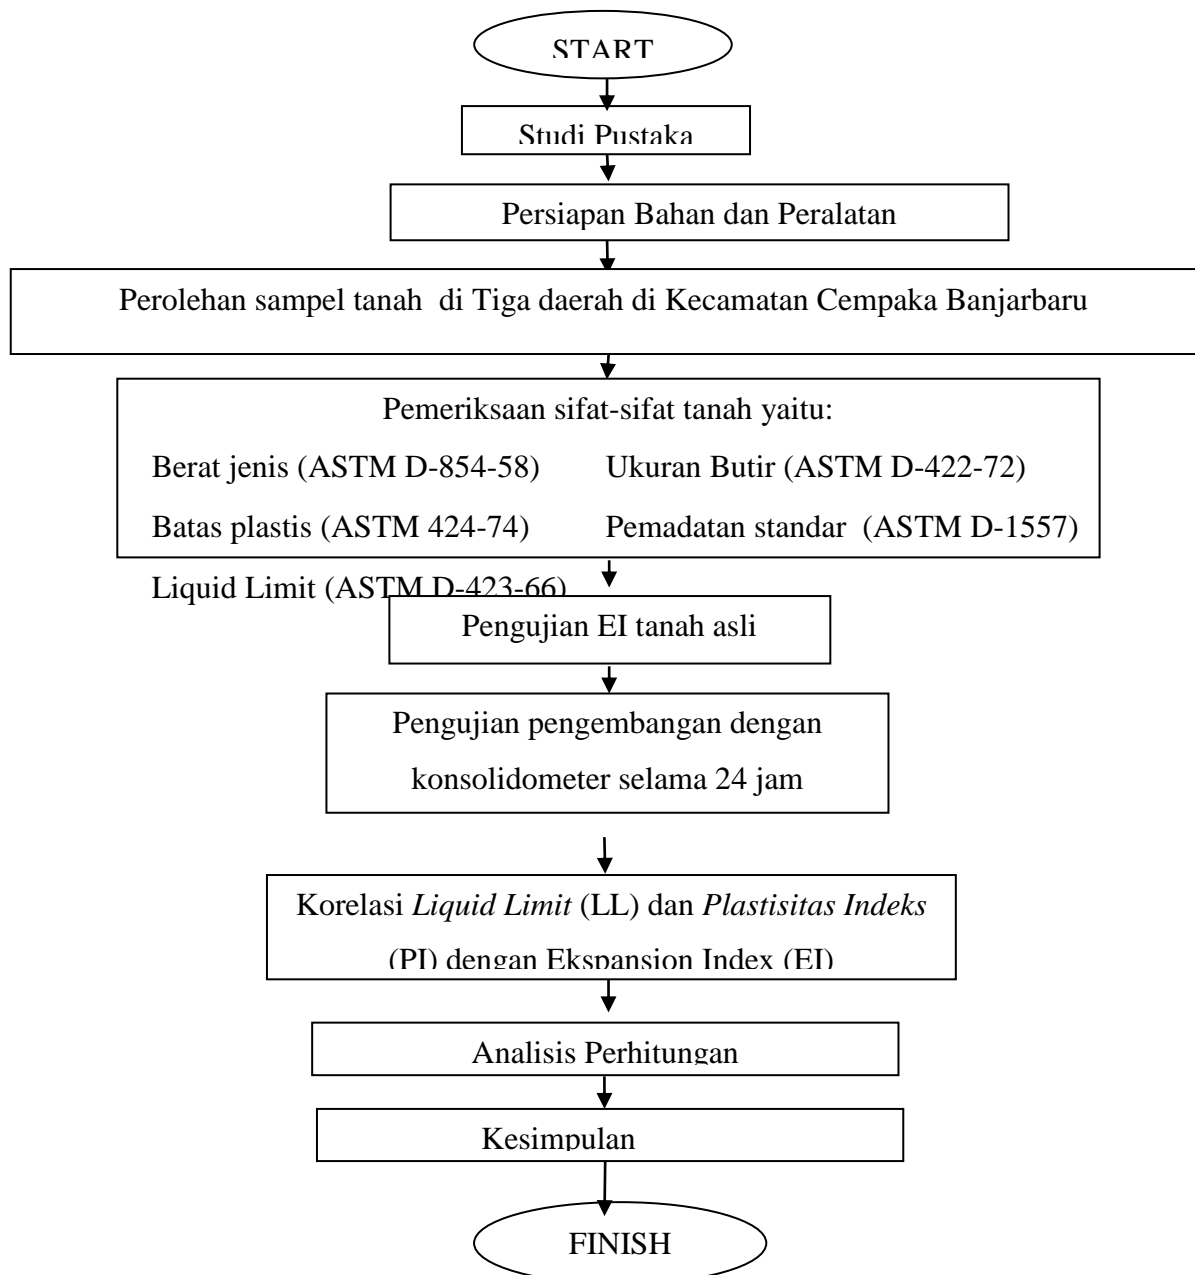 START
Studi Pustaka
Persiapan Bahan dan Peralatan
Perolehan sampel tanah di Tiga daerah di Kecamatan Cempaka Banjarbaru
Pemeriksaan sifat-sifat tanah yaitu:
Berat jenis (ASTM D-854-58) Ukuran Butir (ASTM D-422-72)
Batas plastis (ASTM 424-74) Pemadatan standar (ASTM D-1557)
Liquid Limit (ASTM D-423-66)
Pengujian EI tanah asli
Pengujian pengembangan dengan
konsolidometer selama 24 jam
Korelasi Liquid Limit (LL) dan Plastisitas Indeks
(PI) dengan Ekspansion Index (EI)
Analisis Perhitungan
Kesimpulan
FINISH